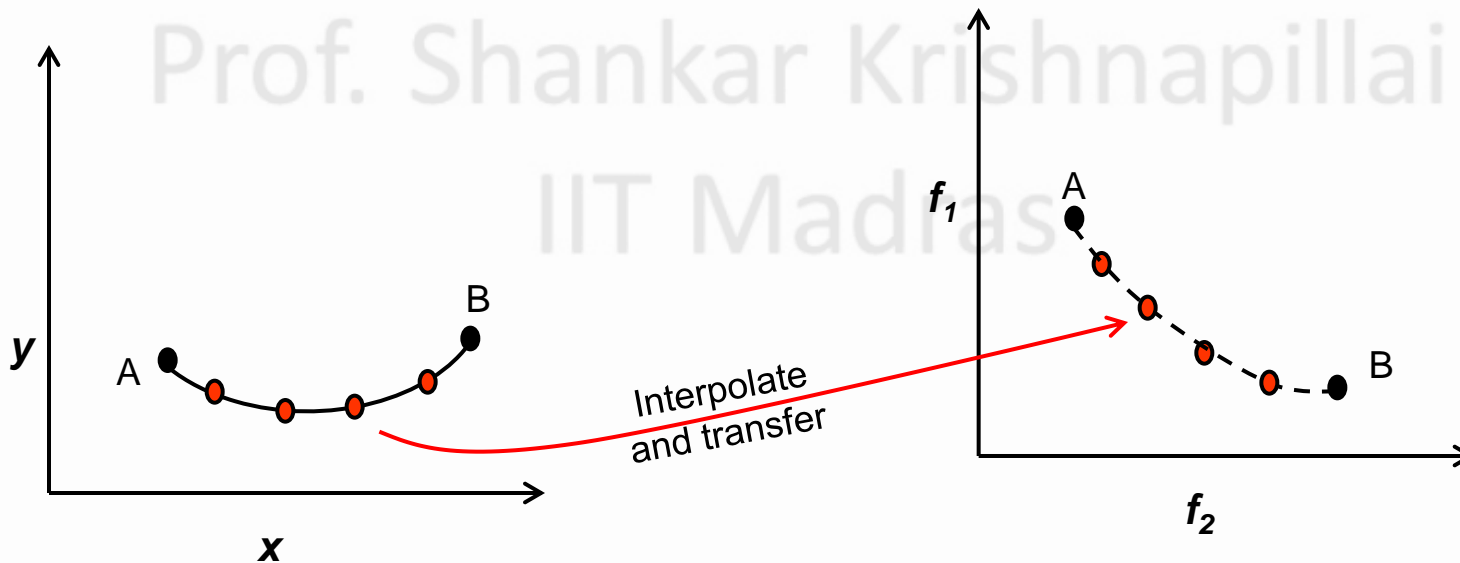 Prof. Shankar Krishnapillai
IIT Madras
y
A
B
x
Interpolate
and transfer
f1
A
B
f2